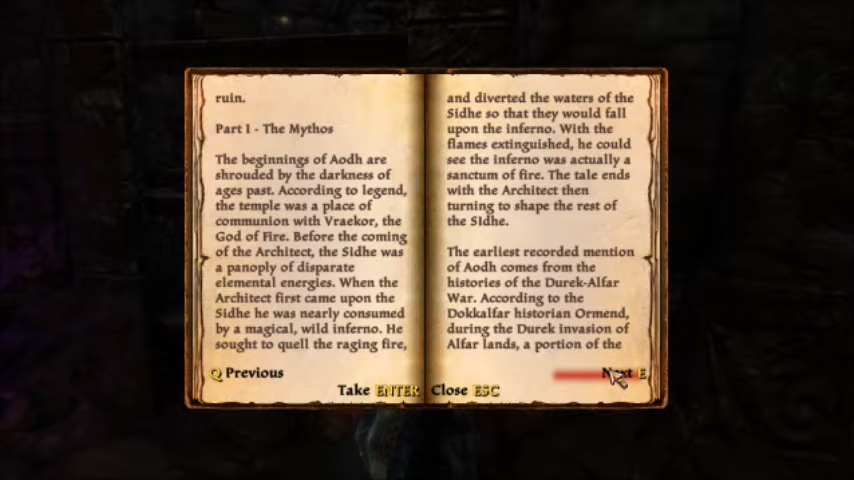 ruin.
Part I - The Mythos
The beginnings of Aodh are
shrouded by the darkness of
ages past. According to legend,
the temple was a place of
communion with Vraekor, the
God of Fire. Before the coming
of the Architect, the Sidhe was
a panoply of disparate
elemental energies. When the
Architect first came upon the
Sidhe he was nearly consumed
by a magical, wild inferno. He
sought to quell the raging fire,
and diverted the waters of the
Sidhe so that they would fall
upon the inferno. With the
flames extinguished, he could
see the inferno was actually a
sanctum of fire. The tale ends
with the Architect then
turning to shape the rest of
the Sidhe.
The earliest recorded mention
of Aodh comes from the
histories of the Durek-Alfar
War. According to the
Dokkalfar historian Ormend,
during the Durek invasion of
Alfar lands, a portion of the
Q Previous
Next E
Take ENTER Close ESC